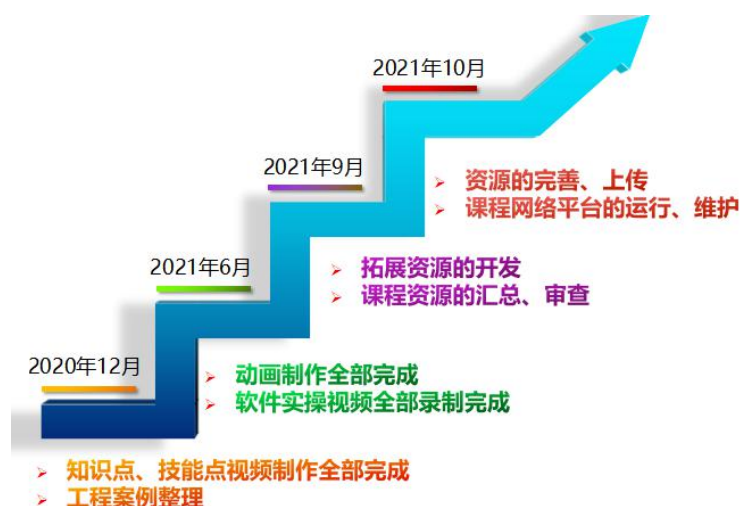 2021年10月
资源的完善、上传
课程网络平台的运行、维护
2021年9月
拓展资源的开发
课程资源的汇总、审查
2021年6月
动画制作全部完成
软件实操视频全部录制完成
2020年12月
知识点、技能点视频制作全部完成
工程案例整理